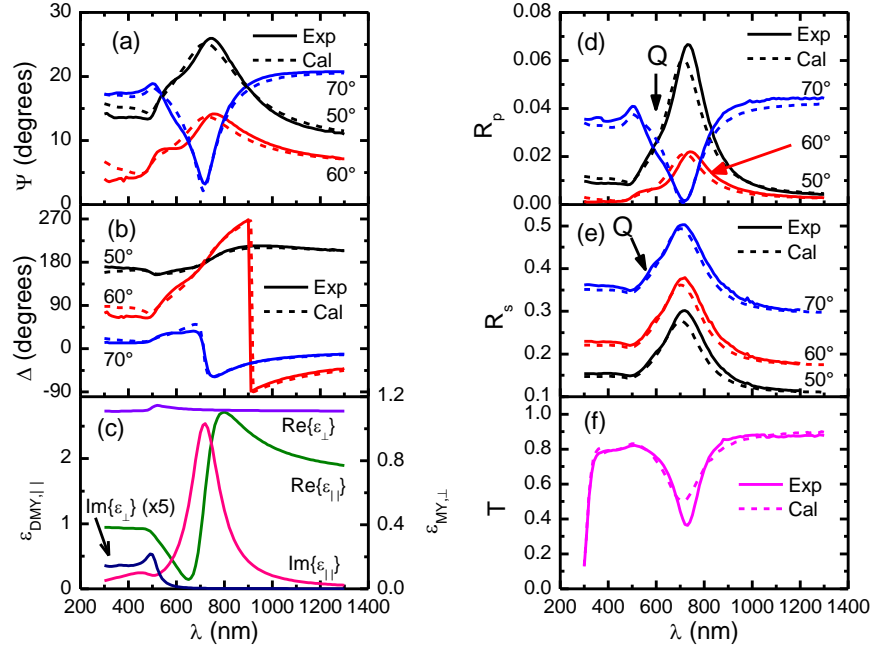 (a)
Exp
Cal
70°
50°
60°
Ψ (degrees)
30
20
10
0
(b)
50°
60°
70°
Exp
Cal
Δ (degrees)
270
180
90
0
-90
(c)
Re{ε⊥}
Im{ε⊥} (x5)
Re{ε||}
Im{ε||}
ε DMY,||
2
1
0
1.2
0.8
0.4
0.0
ε MY,⊥
200 400 600 800 1000 1200 1400
λ (nm)
(d)
Q
Exp
Cal
70°
60°
50°
Rp
0.08
0.06
0.04
0.02
0.00
(e)
Q
Exp
Cal
70°
60°
50°
Rs
0.5
0.4
0.3
0.2
0.1
(f)
Exp
Cal
T
1.0
0.8
0.6
0.4
0.2
0.0
200 400 600 800 1000 1200 1400
λ (nm)